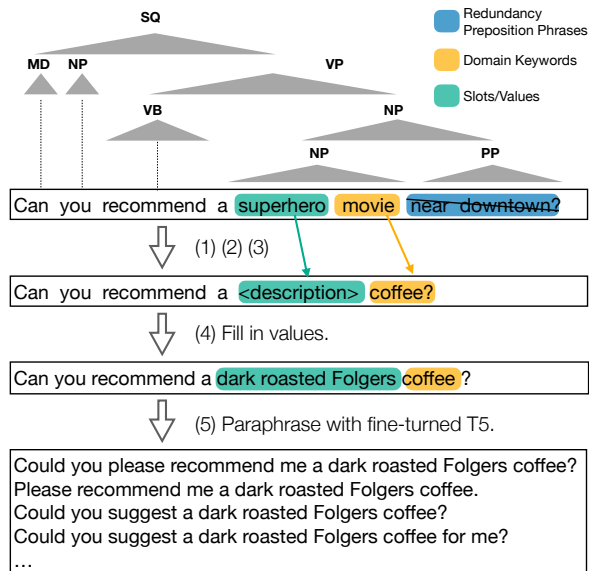 SQ
Redundancy
Preposition Phrases
MD NP VP
Domain Keywords
Slots/Values
VB NP
NP PP
Can you recommend a superhero movie near downtown?
(1) (2) (3)
Can you recommend a <description> coffee?
(4) Fill in values.
Can you recommend a dark roasted Folgers coffee ?
(5) Paraphrase with fine-turned T5.
Could you please recommend me a dark roasted Folgers coffee?
Please recommend me a dark roasted Folgers coffee.
Could you suggest a dark roasted Folgers coffee?
Could you suggest a dark roasted Folgers coffee for me?
...